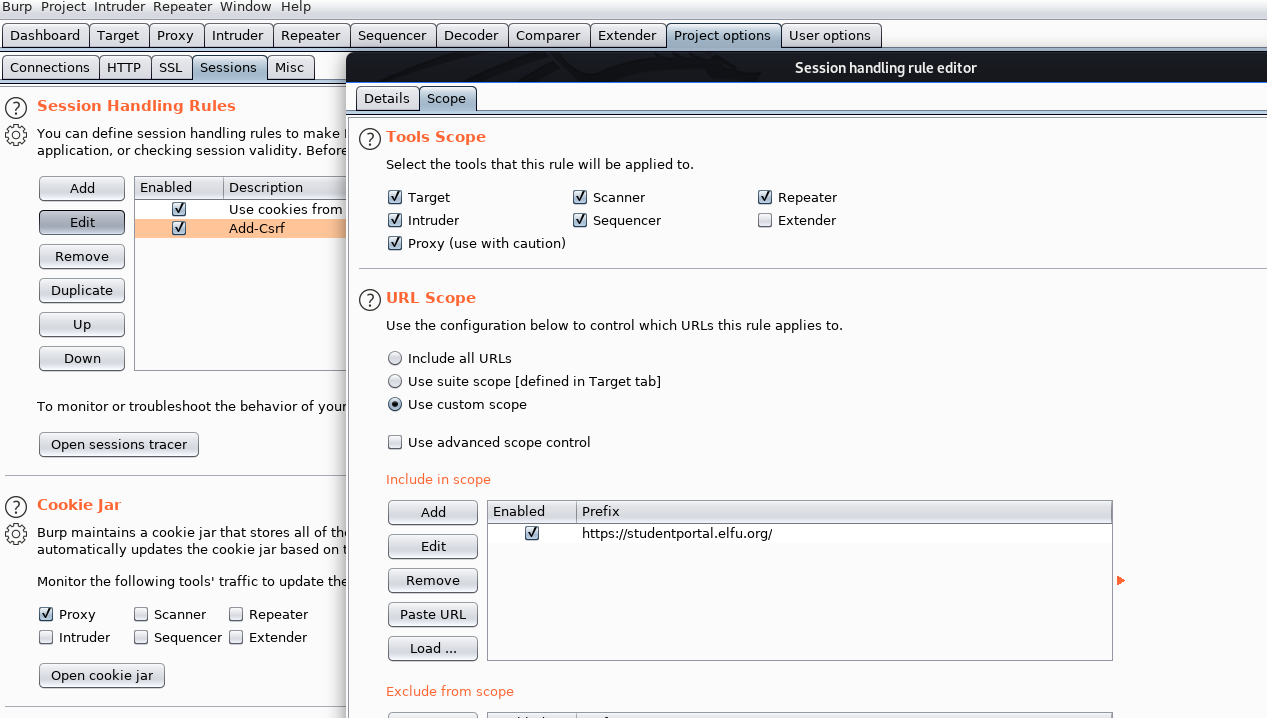 Burp Project Intruder Repeater Window Help
Dashboard Target Proxy Intruder Repeater Sequencer Decoder Comparer Extender Project options User options
Connections HTTP SSL Sessions Misc
Session Handling Rules
You can define session handling rules to make
application, or checking session validity. Before
Add
Edit
Remove
Duplicate
Up
Down
Enabled Description
Use cookies from
Add-Csrf
To monitor or troubleshoot the behavior of your
Open sessions tracer
Cookie Jar
Burp maintains a cookie jar that stores all of the
automatically updates the cookie jar based on
Monitor the following tools' traffic to update the
Proxy Scanner Repeater
Intruder Sequencer Extender
Open cookie jar
Session handling rule editor
Details Scope
Tools Scope
Select the tools that this rule will be applied to.
Target Scanner Repeater
Intruder Sequencer Extender
Proxy (use with caution)
URL Scope
Use the configuration below to control which URLs this rule applies to.
Include all URLs
Use suite scope [defined in Target tab]
Use custom scope
Use advanced scope control
Include in scope
Add
Edit
Remove
Paste URL
Load ...
Enabled Prefix
https://studentportal.elfu.org/
Exclude from scope